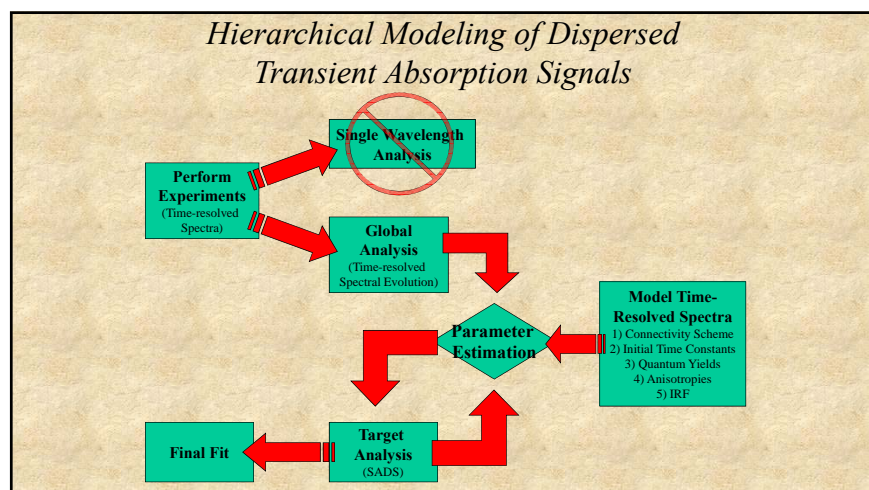 Hierarchical Modeling of Dispersed
Transient Absorption Signals
Single Wavelength
Analysis
Perform
Experiments
(Time-resolved
Spectra)
Global
Analysis
(Time-resolved
Spectral Evolution)
Model Time-
Resolved Spectra
1) Connectivity Scheme
2) Initial Time Constants
3) Quantum Yields
4) Anisotropies
5) IRF
Parameter
Estimation
Target
Analysis
(SADS)
Final Fit